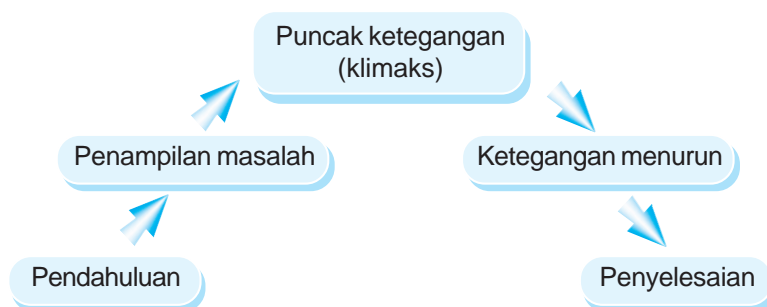 Puncak ketegangan
(klimaks)
Penampilan masalah
Ketegangan menurun
Pendahuluan
Penyelesaian